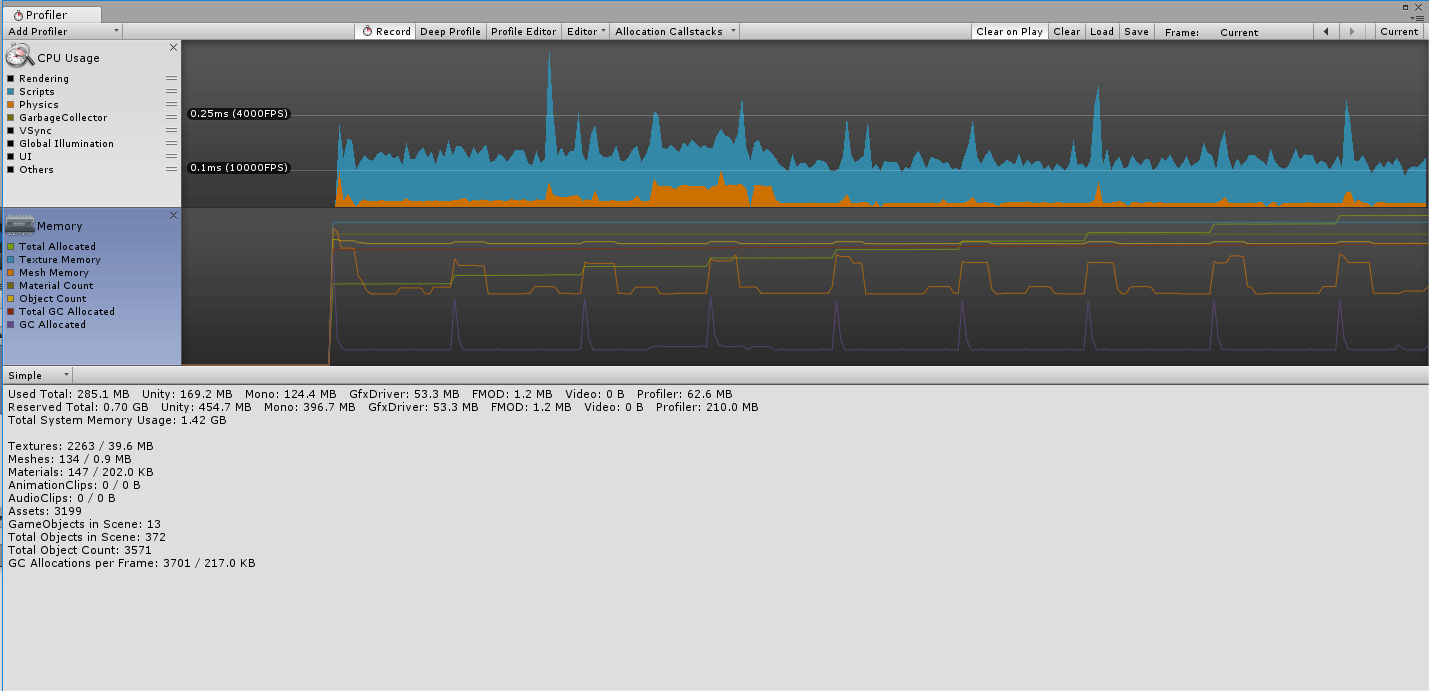 Profiler
Add Profiler Record Deep Profile Profile Editor Editor Allocation Callstacks Clear on Play Clear Load Save Frame: Current Current
CPU Usage
Rendering
Scripts
Physics
GarbageCollector
VSync
Global Illumination
UI
Others
0.25ms (4000FPS)
0.1ms (10000FPS)
Memory
Total Allocated
Texture Memory
Mesh Memory
Material Count
Object Count
Total GC Allocated
GC Allocated
Simple
Used Total: 285.1 MB Unity: 169.2 MB Mono: 124.4 MB GfxDriver: 53.3 MB FMOD: 1.2 MB Video: 0 B Profiler: 62.6 MB
Reserved Total: 0.70 GB Unity: 454.7 MB Mono: 396.7 MB GfxDriver: 53.3 MB FMOD: 1.2 MB Video: 0 B Profiler: 210.0 MB
Total System Memory Usage: 1.42 GB
Textures: 2263 / 39.6 MB
Meshes: 134 / 0.9 MB
Materials: 147 / 202.0 KB
AnimationClips: 0 / 0 B
AudioClips: 0 / 0 B
Assets: 3199
GameObjects in Scene: 13
Total Objects in Scene: 372
Total Object Count: 3571
GC Allocations per Frame: 3701 / 217.0 KB